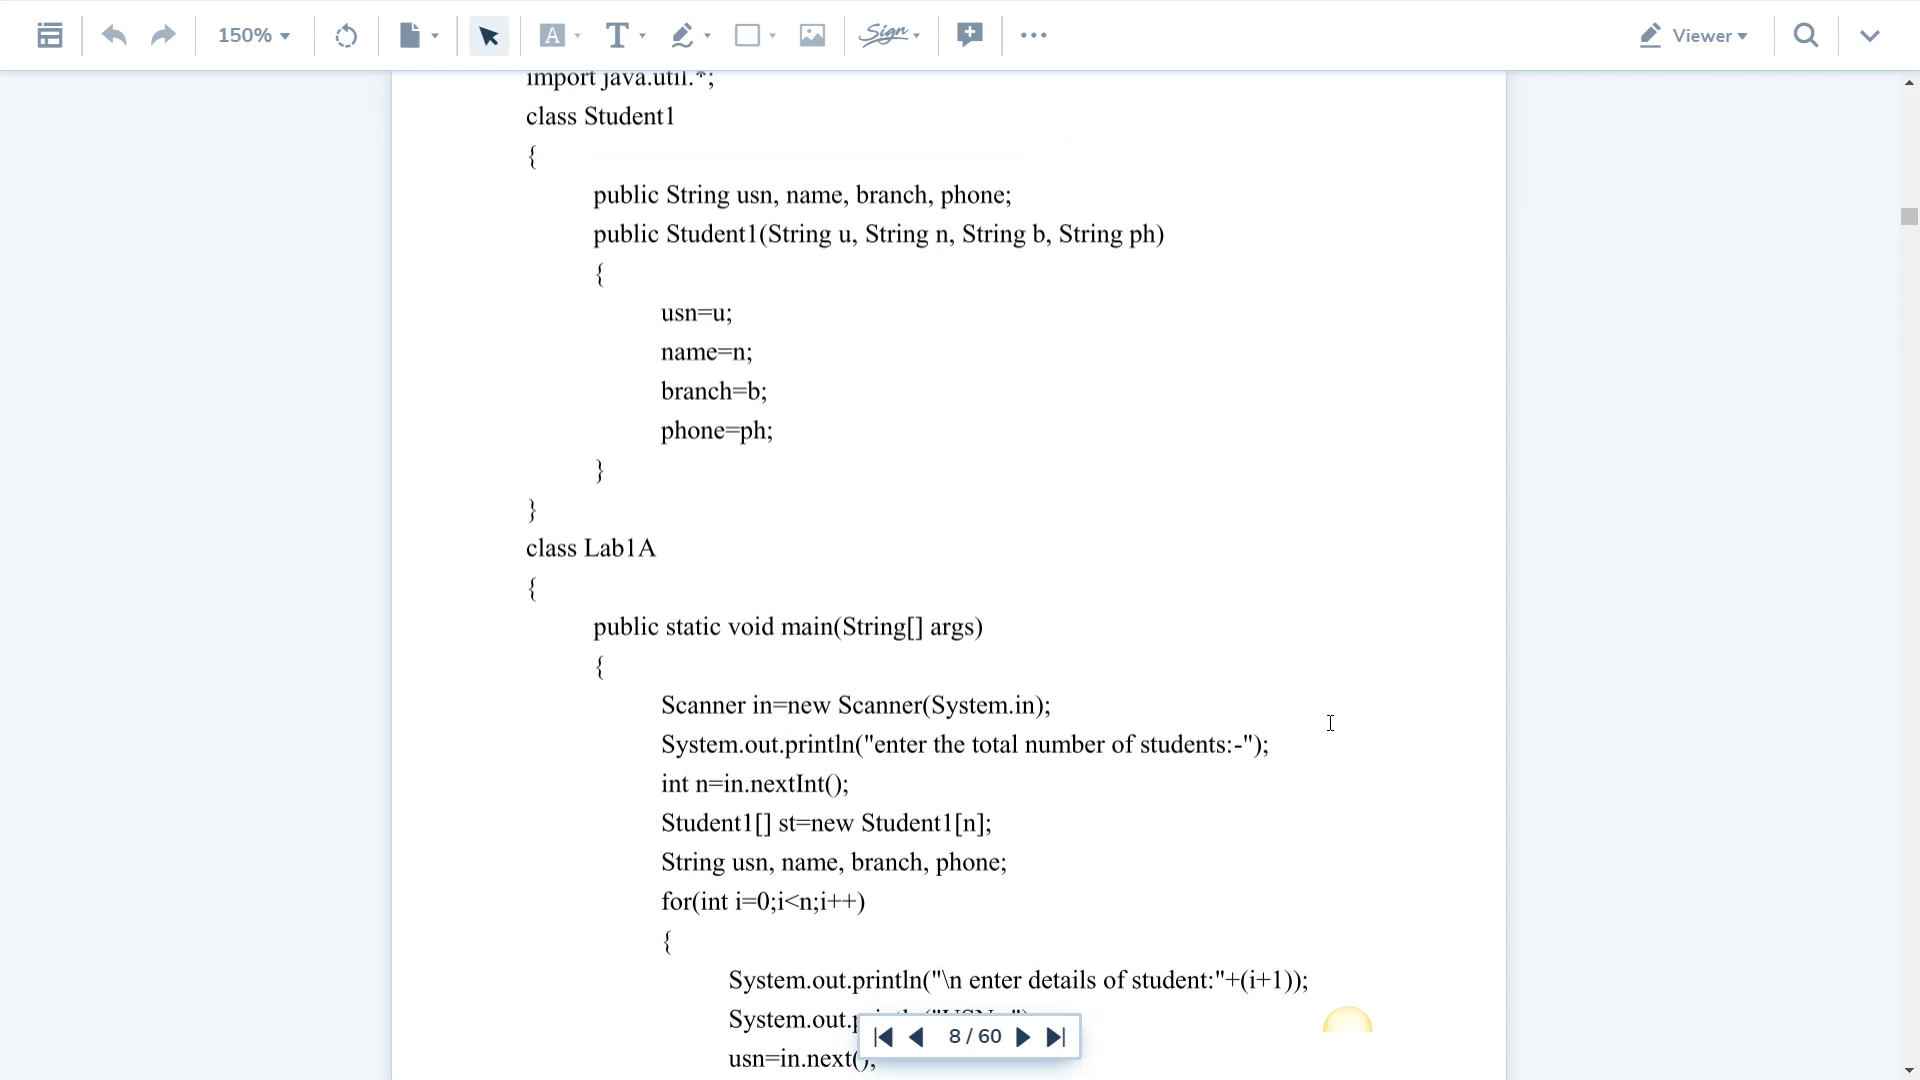 150%
A
T
Sign
Viewer
import java.util.*;
class Student1
{
public String usn, name, branch, phone;
public Student1(String u, String n, String b, String ph)
{
usn=u;
name=n;
branch=b;
phone=ph;
}
}
class Lab1A
{
public static void main(String[] args)
{
Scanner in=new Scanner(System.in);
System.out.println("enter the total number of students:-");
int n=in.nextInt();
Student1[] st=new Student1[n];
String usn, name, branch, phone;
for(int i=0;i<n;i++)
{
System.out.println("\n enter details of student:"+(i+1));
System.out.
usn=in.next();
8 / 60